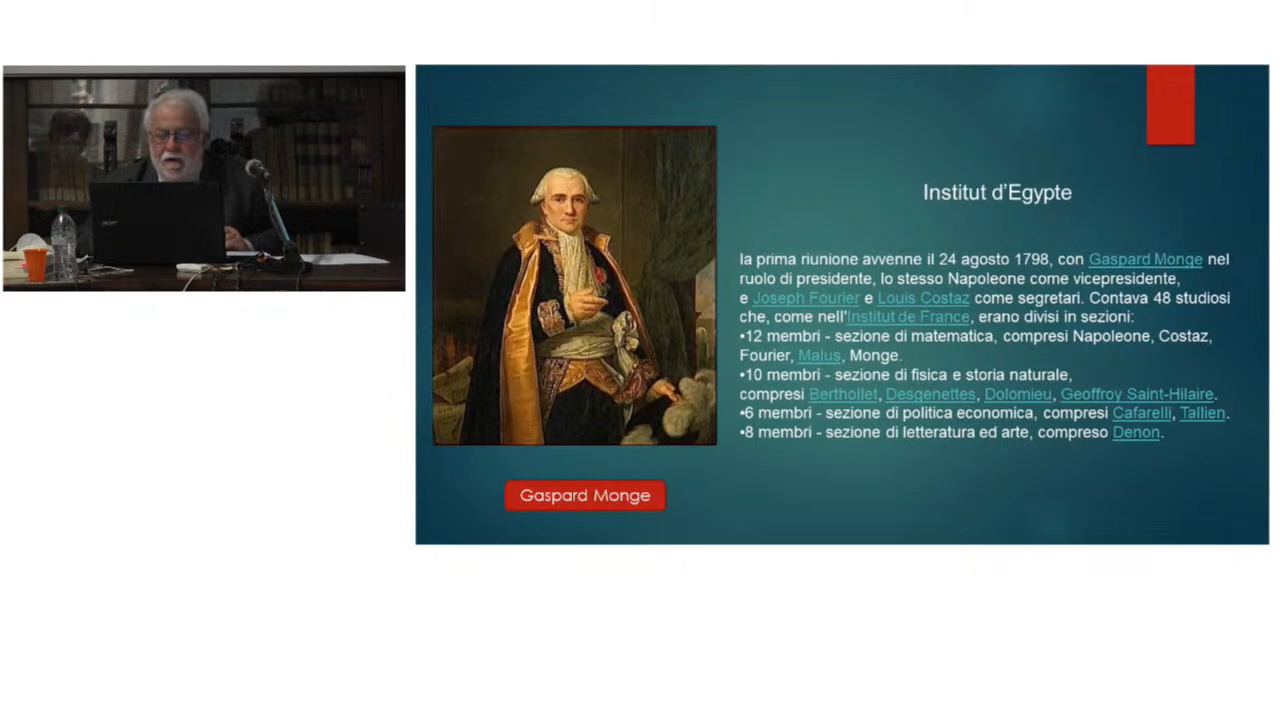 acer
Institut d'Egypte
la prima riunione avvenne il 24 agosto 1798, con Gaspard Monge nel
ruolo di presidente, lo stesso Napoleone come vicepresidente,
e Joseph Fourier e Louis Costaz come segretari. Contava 48 studiosi
che, come nell'Institut de France, erano divisi in sezioni:
•12 membri - sezione di matematica, compresi Napoleone, Costaz,
Fourier, Malus, Monge.
•10 membri - sezione di fisica e storia naturale,
compresi Berthollet, Desgenettes, Dolomieu, Geoffroy Saint-Hilaire.
•6 membri - sezione di politica economica, compresi Cafarelli, Tallien.
•8 membri - sezione di letteratura ed arte, compreso Denon.
Gaspard Monge